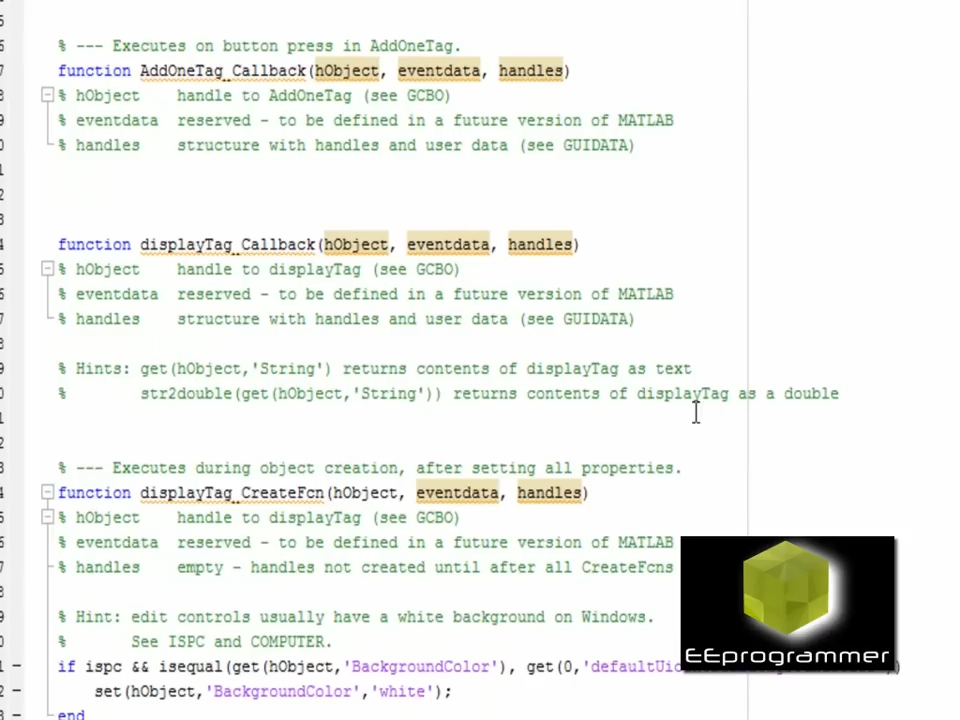 % --- Executes on button press in AddOneTag.
function AddOneTag_Callback(hObject, eventdata, handles)
% hObject    handle to AddOneTag (see GCBO)
% eventdata  reserved - to be defined in a future version of MATLAB
% handles    structure with handles and user data (see GUIDATA)
function displayTag_Callback(hObject, eventdata, handles)
% hObject    handle to displayTag (see GCBO)
% eventdata  reserved - to be defined in a future version of MATLAB
% handles    structure with handles and user data (see GUIDATA)
% Hints: get(hObject,'String') returns contents of displayTag as text
%        str2double(get(hObject,'String')) returns contents of displayTag as a double
% --- Executes during object creation, after setting all properties.
function displayTag_CreateFcn(hObject, eventdata, handles)
% hObject    handle to displayTag (see GCBO)
% eventdata  reserved - to be defined in a future version of MATLAB
% handles    empty - handles not created until after all CreateFcns
% Hint: edit controls usually have a white background on Windows.
%       See ISPC and COMPUTER.
if ispc && isequal(get(hObject,'BackgroundColor'), get(0,
set(hObject,'BackgroundColor','white');
end
EEprogrammer